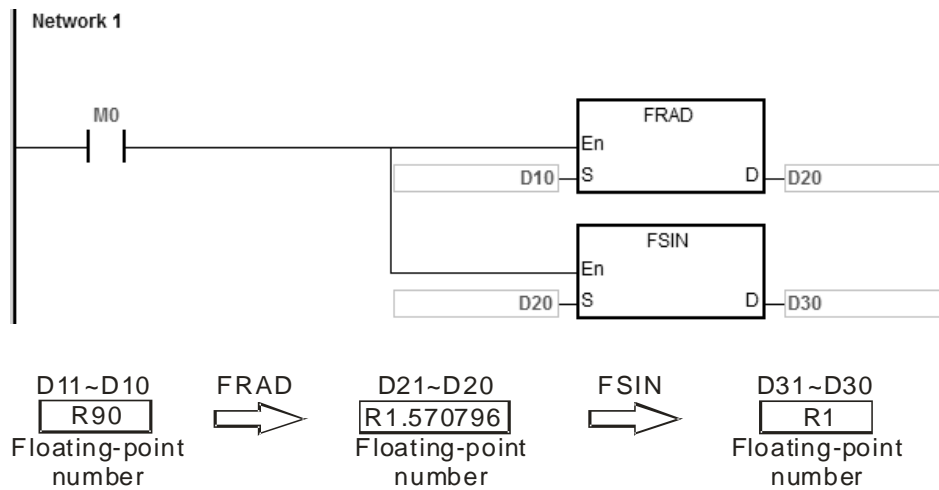 Network 1
M0
FRAD
En
D10 S D D20
FSIN
En
D20 S D D30
D11~D10 FRAD D21~D20 FSIN D31~D30
R90 R1.570796 R1
Floating-point Floating-point Floating-point
number number number